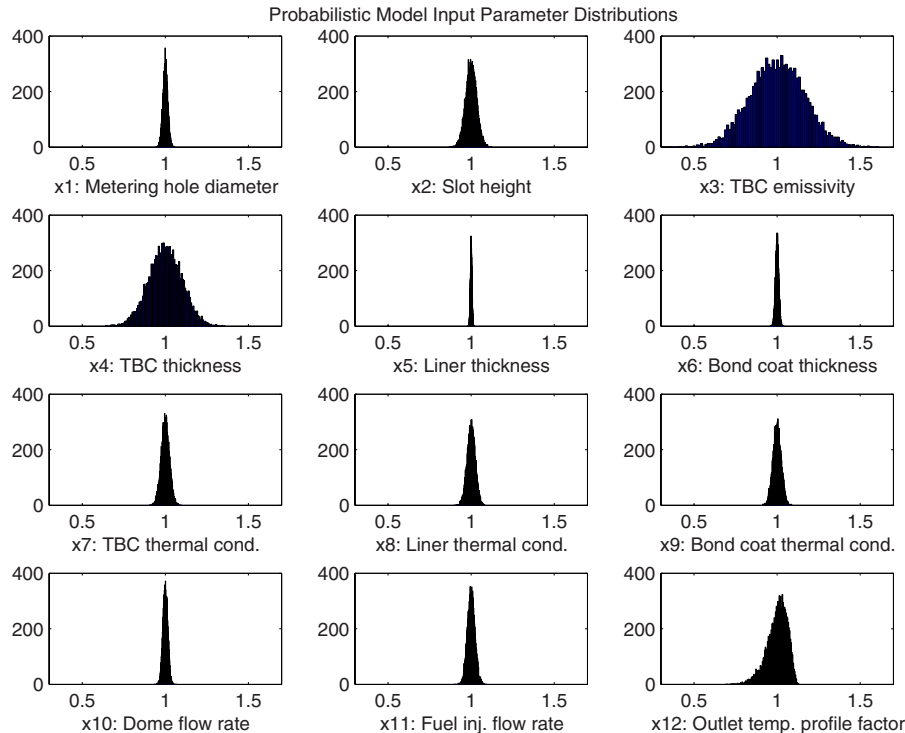 Probabilistic Model Input Parameter Distributions
400 400 400
200 200 200
0 0 0
0.5 1 1.5 0.5 1 1.5 0.5 1 1.5
x1: Metering hole diameter x2: Slot height x3: TBC emissivity
400 400 400
200 200 200
0 0 0
0.5 1 1.5 0.5 1 1.5 0.5 1 1.5
x4: TBC thickness x5: Liner thickness x6: Bond coat thickness
400 400 400
200 200 200
0 0 0
0.5 1 1.5 0.5 1 1.5 0.5 1 1.5
x7: TBC thermal cond. x8: Liner thermal cond. x9: Bond coat thermal cond.
400 400 400
200 200 200
0 0 0
0.5 1 1.5 0.5 1 1.5 0.5 1 1.5
x10: Dome flow rate x11: Fuel inj. flow rate x12: Outlet temp. profile factor